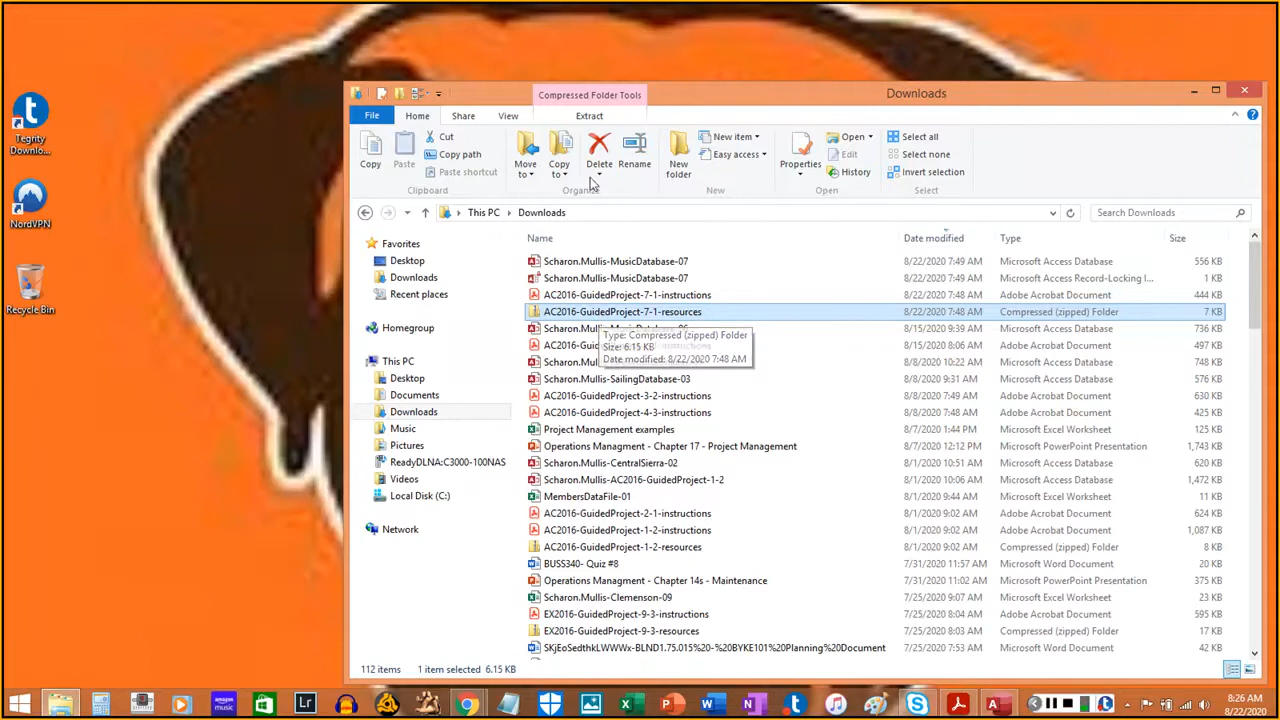 Compressed Folder Tools
Downloads
File Home Share View Extract
Copy
Paste
Cut
Copy path
Paste shortcut
Clipboard
Move to
Copy to
Delete
Rename
Organize
New folder
New item
Easy access
New
Properties
Open
Edit
History
Open
Select all
Select none
Invert selection
Select
This PC Downloads
Search Downloads
Tegrity Downlo...
NordVPN
Recycle Bin
Favorites
Desktop
Downloads
Recent places
Homegroup
This PC
Desktop
Documents
Downloads
Music
Pictures
ReadyDLNA:C3000-100NAS
Videos
Local Disk (C:)
Network
Name Date modified Type Size
Scharon.Mullis-MusicDatabase-07 8/22/2020 7:49 AM Microsoft Access Database 556 KB
Scharon.Mullis-MusicDatabase-07 8/22/2020 7:49 AM Microsoft Access Record-Locking I... 1 KB
AC2016-GuidedProject-7-1-instructions 8/22/2020 7:48 AM Adobe Acrobat Document 444 KB
AC2016-GuidedProject-7-1-resources 8/22/2020 7:48 AM Compressed (zipped) Folder 7 KB
8/15/2020 9:39 AM Microsoft Access Database 736 KB
8/15/2020 8:06 AM Adobe Acrobat Document 497 KB
8/8/2020 10:22 AM Microsoft Access Database 748 KB
Type: Compressed (zipped) Folder
Size: 6.15 KB
Date modified: 8/22/2020 7:48 AM
Scharon.Mullis-SailingDatabase-03 8/8/2020 9:31 AM Microsoft Access Database 576 KB
AC2016-GuidedProject-3-2-instructions 8/8/2020 7:49 AM Adobe Acrobat Document 630 KB
AC2016-GuidedProject-4-3-instructions 8/8/2020 7:48 AM Adobe Acrobat Document 425 KB
Project Management examples 8/7/2020 1:44 PM Microsoft Excel Worksheet 125 KB
Operations Managment - Chapter 17 - Project Management 8/7/2020 12:12 PM Microsoft PowerPoint Presentation 1,743 KB
Scharon.Mullis-CentralSierra-02 8/1/2020 10:51 AM Microsoft Access Database 620 KB
Scharon.Mullis-AC2016-GuidedProject-1-2 8/1/2020 10:06 AM Microsoft Access Database 1,472 KB
MembersDataFile-01 8/1/2020 9:44 AM Microsoft Excel Worksheet 11 KB
AC2016-GuidedProject-2-1-instructions 8/1/2020 9:02 AM Adobe Acrobat Document 624 KB
AC2016-GuidedProject-1-2-instructions 8/1/2020 9:02 AM Adobe Acrobat Document 1,087 KB
AC2016-GuidedProject-1-2-resources 8/1/2020 9:02 AM Compressed (zipped) Folder 8 KB
BUSS340- Quiz #8 7/31/2020 11:57 AM Microsoft Word Document 20 KB
Operations Managment - Chapter 14s - Maintenance 7/31/2020 11:02 AM Microsoft PowerPoint Presentation 375 KB
Scharon.Mullis-Clemenson-09 7/25/2020 9:07 AM Microsoft Excel Worksheet 23 KB
EX2016-GuidedProject-9-3-instructions 7/25/2020 8:04 AM Adobe Acrobat Document 595 KB
EX2016-GuidedProject-9-3-resources 7/25/2020 8:03 AM Compressed (zipped) Folder 17 KB
SKjEoSedthkLWWWx-BLND1.75.015%20-%20BYKE101%20Planning%20Document 7/25/2020 7:53 AM Microsoft Word Document 42 KB
112 items 1 item selected 6.15 KB
8:26 AM
8/22/2020